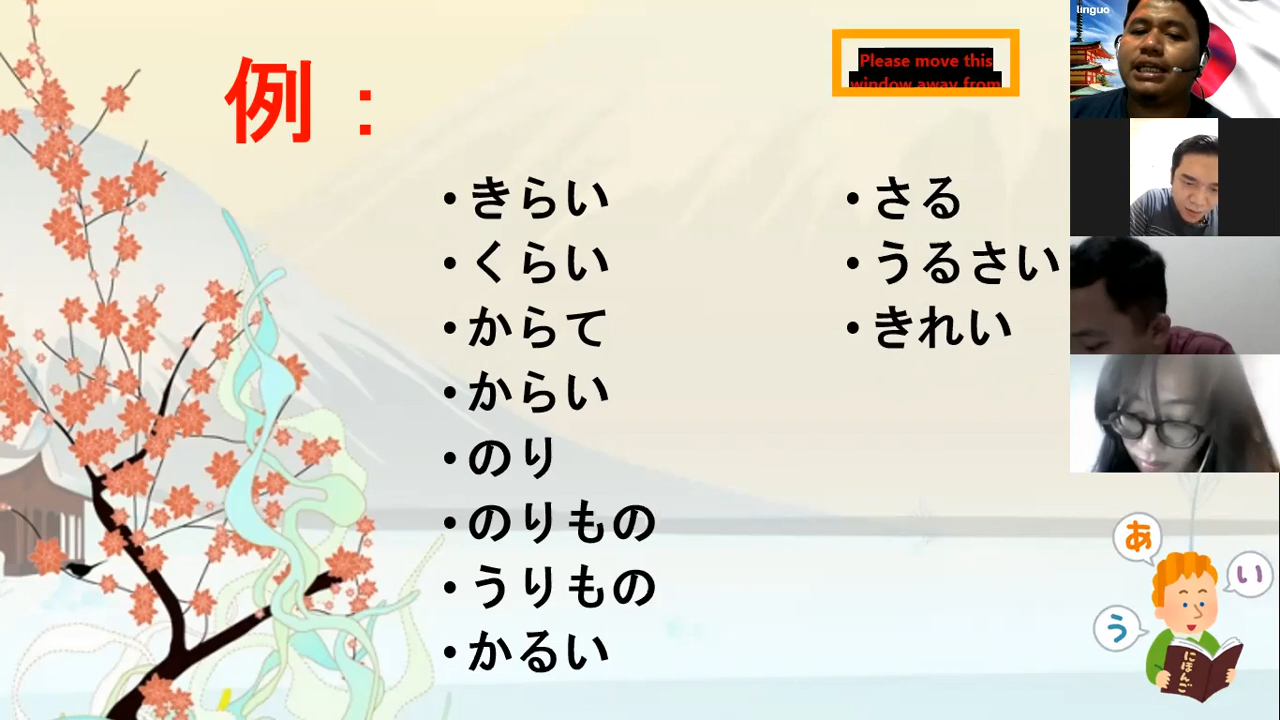 例：
・きらい
・くらい
・からて
・からい
・のり
・のりもの
・うりもの
・かるい
・さる
・うるさい
・きれい
Please move this
window away from
linguo
あ
い
う
にほんご